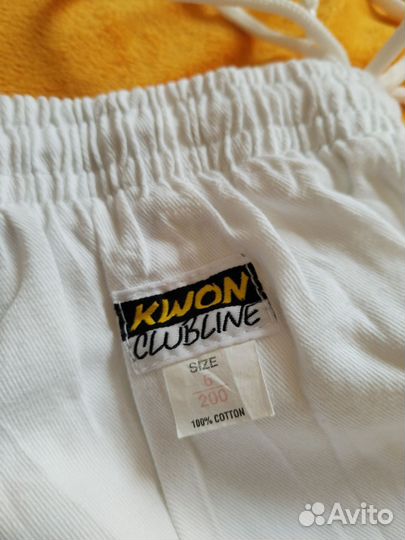 KWON
CLUBLINE
SIZE
6
200
100% COTTON
Avito